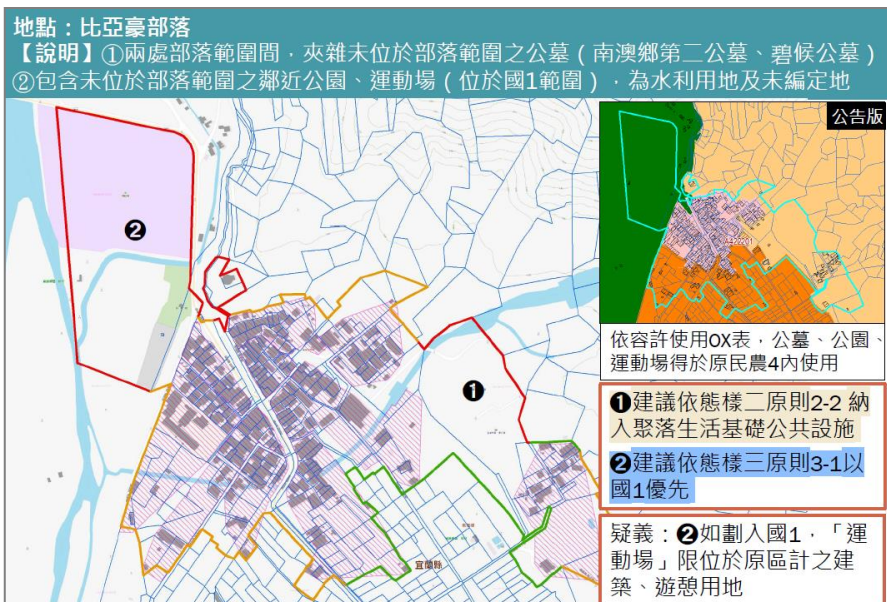 地點：比亞豪部落
【說明】①兩處部落範圍間，夾雜未位於部落範圍之公墓（南澳鄉第二公墓、碧候公墓）
②包含未位於部落範圍之鄰近公園、運動場（位於國1範圍），為水利用地及未編定地
公告版
❷
A422201
依容許使用OX表，公墓、公園、
運動場得於原民農4內使用
❶
❶建議依態樣二原則2-2 納
入聚落生活基礎公共設施
❷建議依態樣三原則3-1以
國1優先
疑義：❷如劃入國1，「運
動場」限位於原區計之建
築、遊憩用地
宜蘭縣